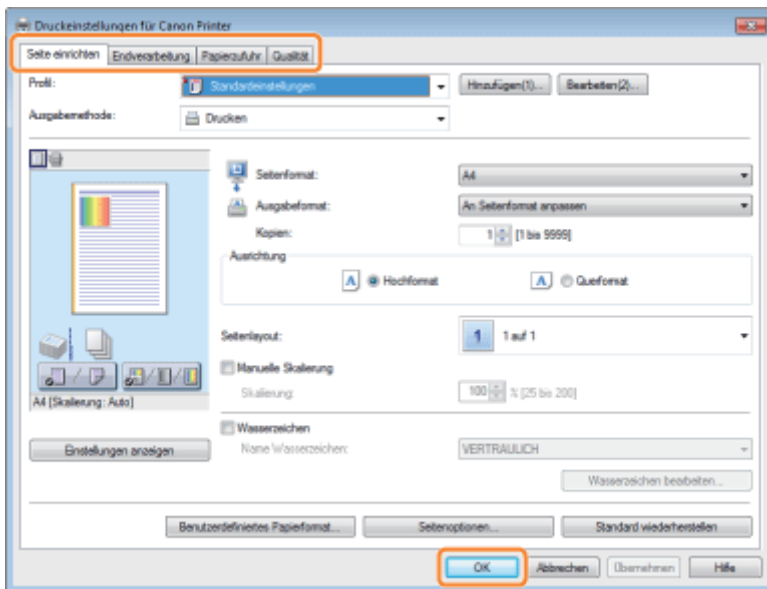 Druckeinstellungen für Canon Printer
Seite einrichten Endverarbeitung Papierzufuhr Qualität
Profil: Standardeinstellungen Hinzufügen(1)... Bearbeiten(2)...
Ausgabemethode: Drucken
Seitenformat: A4
Ausgabeformat: An Seitenformat anpassen
Kopien: 1 [1 bis 9999]
Ausrichtung
A Hochformat A Querformat
Seitenlayout: 1 1 auf 1
Manuelle Skalierung
Skalierung: 100 % [25 bis 200]
A4 [Skalierung: Auto]
Wasserzeichen
Einstellungen anzeigen Name Wasserzeichen: VERTRAULICH
Wasserzeichen bearbeiten...
Benutzerdefiniertes Papierformat... Seitenoptionen... Standard wiederherstellen
OK Abbrechen Übernehmen Hilfe